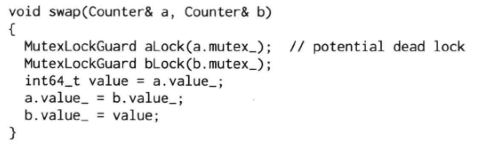 void swap(Counter& a, Counter& b)
{
  MutexLockGuard aLock(a.mutex_);  // potential dead lock
  MutexLockGuard bLock(b.mutex_);
  int64_t value = a.value_;
  a.value_ = b.value_;
  b.value_ = value;
}